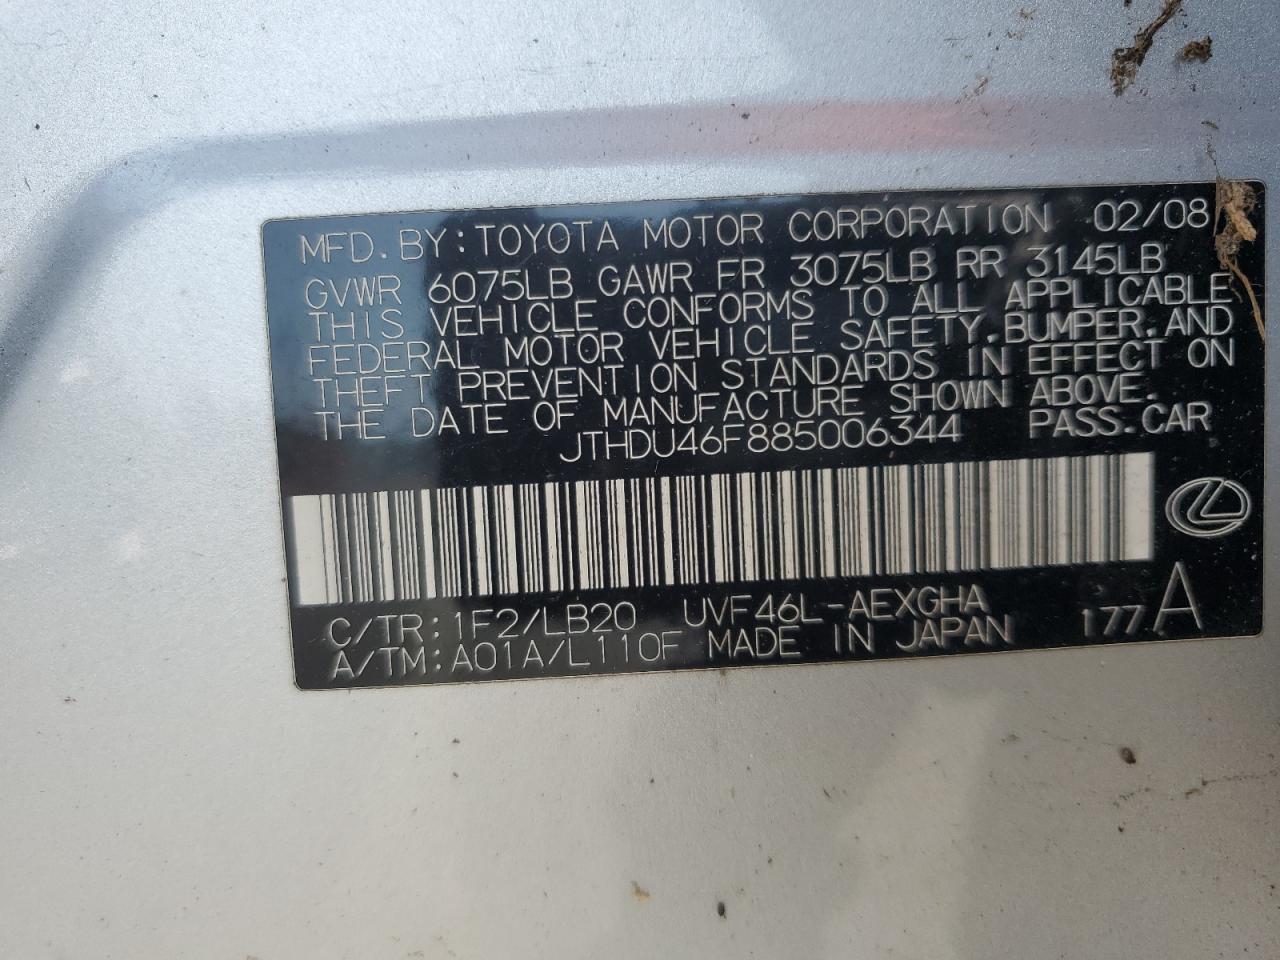 MFD. BY: TOYOTA MOTOR CORPORATION 02/08
GVWR 6075LB GAWR FR 3075LB RR 3145LB
THIS VEHICLE CONFORMS TO ALL APPLICABLE
FEDERAL MOTOR VEHICLE SAFETY, BUMPER, AND
THEFT PREVENTION STANDARDS IN EFFECT ON
THE DATE OF MANUFACTURE SHOWN ABOVE.
JTHDU46F885006344 PASS. CAR
C/TR: 1F2/LB20 UVF46L-AEXGHA 177 A
A/TM: A01A/L110F MADE IN JAPAN